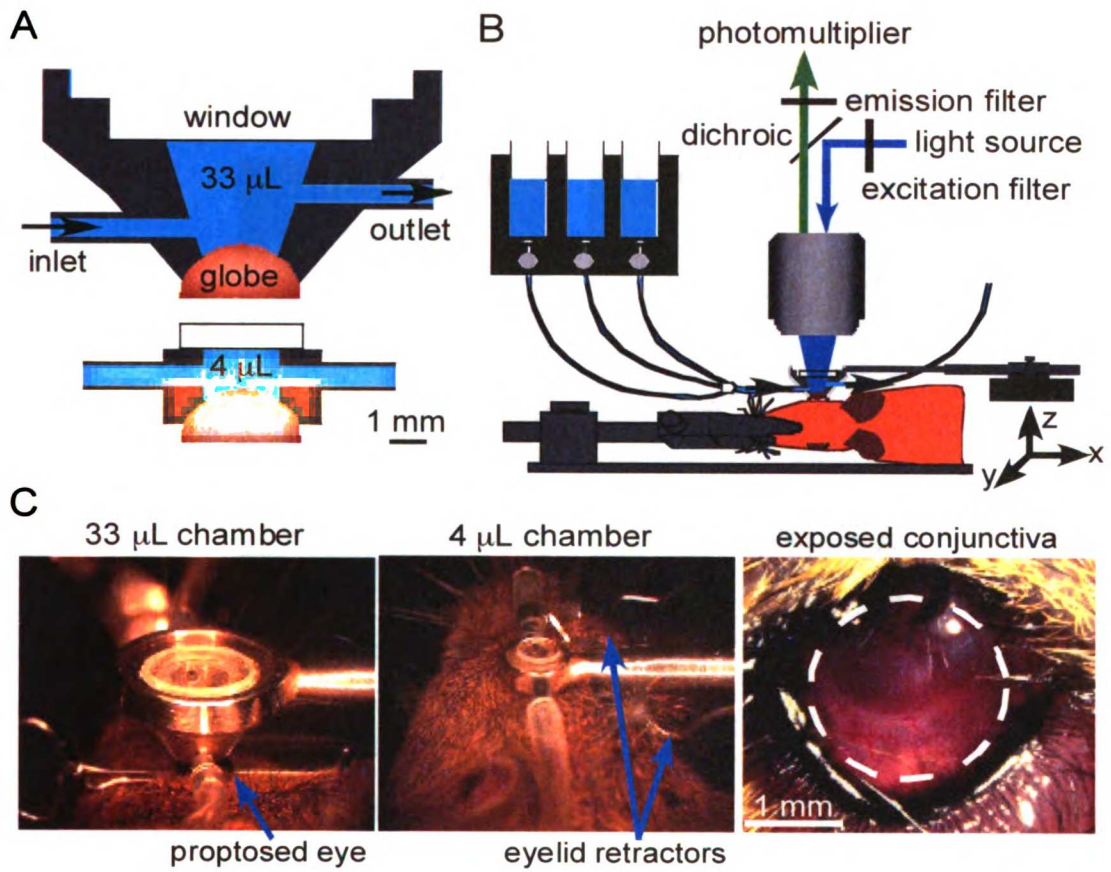 A
window
33 μL
inlet
outlet
globe
4 μL
1 mm
B
photomultiplier
emission filter
dichroic
light source
excitation filter
z
x
y
C
33 μL chamber
4 μL chamber
exposed conjunctiva
1 mm
proptosed eye
eyelid retractors